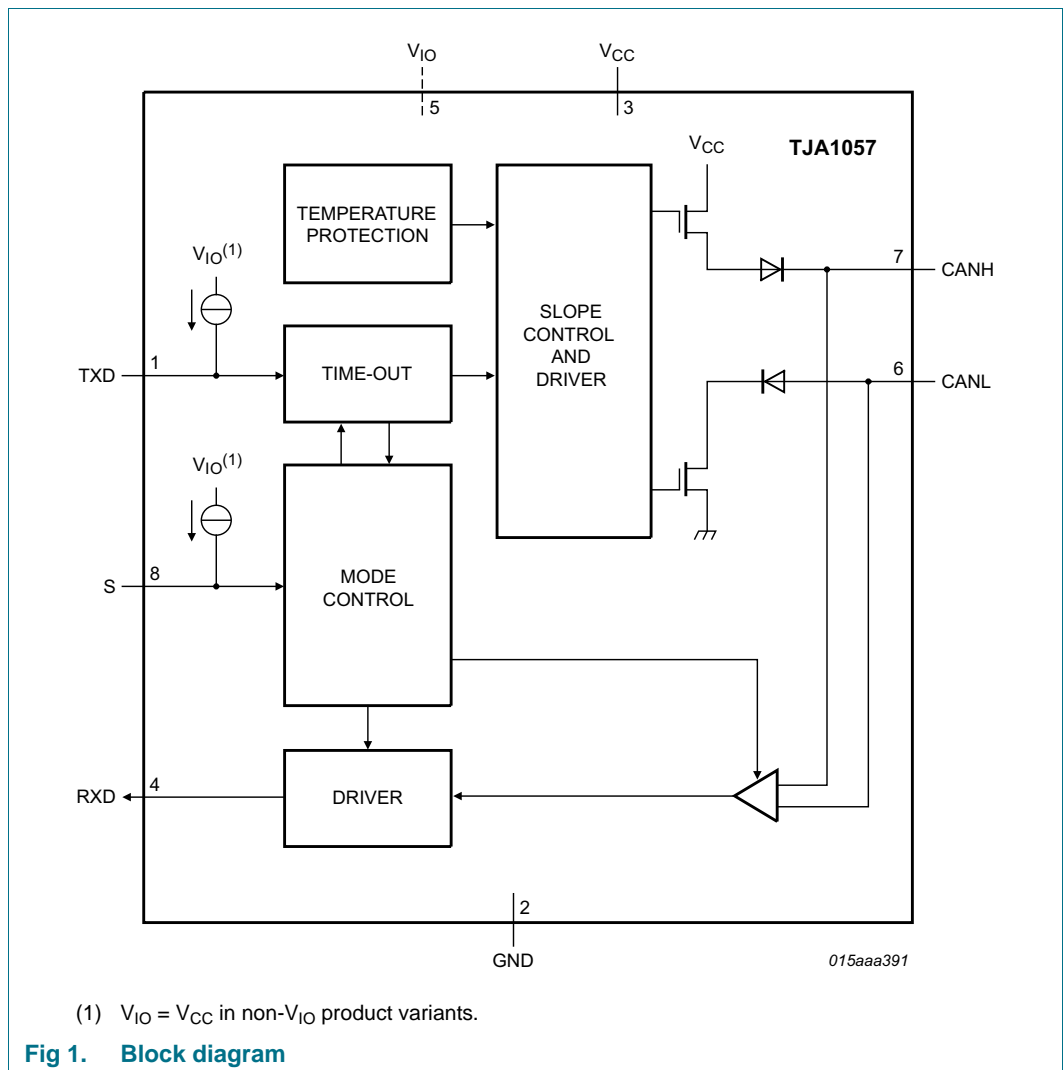 VIO
VCC
5
3
TJA1057
VCC
TEMPERATURE
PROTECTION
VIO(1)
7
CANH
SLOPE
CONTROL
AND
DRIVER
TXD
1
TIME-OUT
6
CANL
VIO(1)
S
8
MODE
CONTROL
RXD
4
DRIVER
2
GND
015aaa391
(1) VIO = VCC in non-VIO product variants.
Fig 1. Block diagram